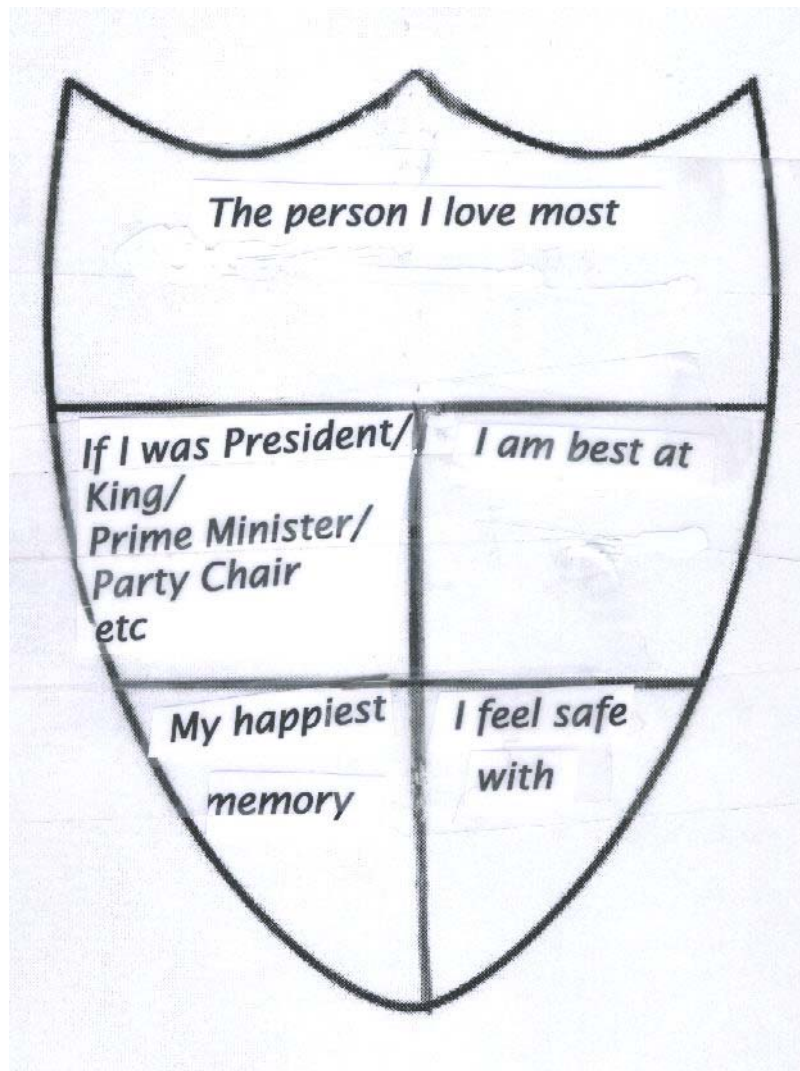 The person I love most
If I was President/
King/
Prime Minister/
Party Chair
etc
I am best at
My happiest
memory
I feel safe
with